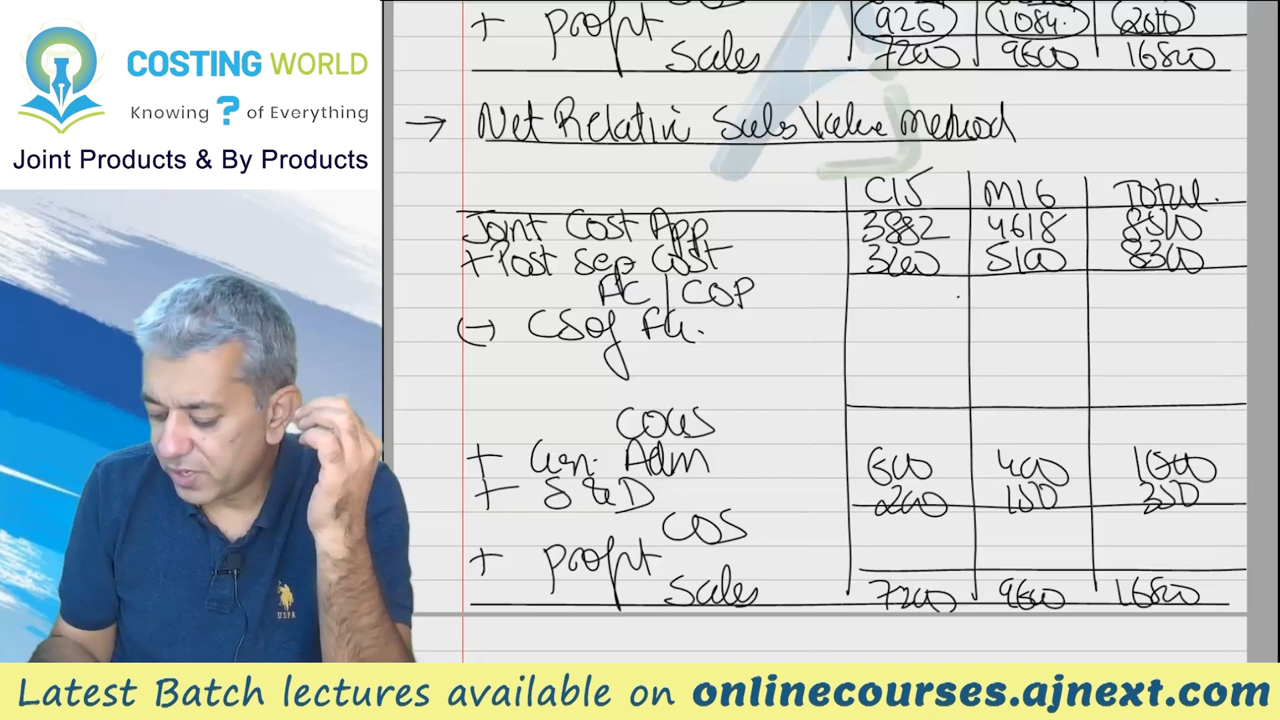 COSTING WORLD
Knowing ? of Everything
Joint Products & By Products
+ Profit 926 1084 2010
Sales 7200 9600 16800
→ Net Relative Sales Value Method
C15 M16 Total
Joint Cost App 3882 4618 8500
+ Post Sep Cost 3200 5100 8300
FC / COP
(-) CS of FG.
COGS
+ Gen. Adm 600 400 1000
+ S & D 200 150 350
COS
+ Profit
Sales 7200 9600 16800
U.S. POLO ASSN
Latest Batch lectures available on onlinecourses.ajnext.com